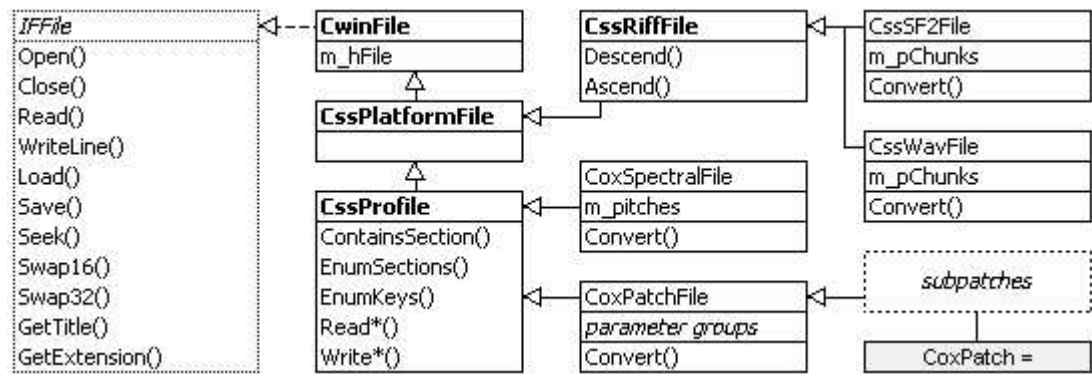 IFFile
Open()
Close()
Read()
WriteLine()
Load()
Save()
Seek()
Swap16()
Swap32()
GetTitle()
GetExtension()
CwinFile
m_hFile
CssPlatformFile
CssProfile
ContainsSection()
EnumSections()
EnumKeys()
Read*()
Write*()
CssRiffFile
Descend()
Ascend()
CoxSpectralFile
m_pitches
Convert()
CoxPatchFile
parameter groups
Convert()
CssSF2File
m_pChunks
Convert()
CssWavFile
m_pChunks
Convert()
subpatches
CoxPatch =